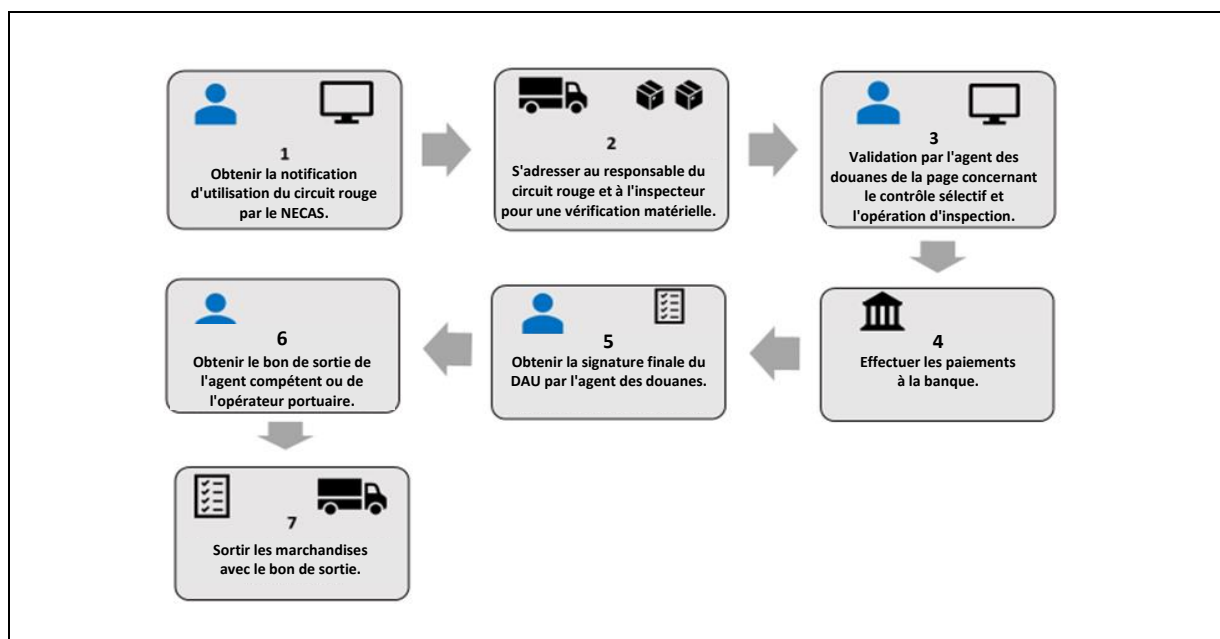 1
Obtenir la notification
d'utilisation du circuit rouge
par le NECAS.
2
S'adresser au responsable du
circuit rouge et à l'inspecteur
pour une vérification matérielle.
3
Validation par l'agent des
douanes de la page concernant
le contrôle sélectif et
l'opération d'inspection.
4
Effectuer les paiements
à la banque.
5
Obtenir la signature finale du
DAU par l'agent des douanes.
6
Obtenir le bon de sortie de
l'agent compétent ou de
l'opérateur portuaire.
7
Sortir les marchandises
avec le bon de sortie.